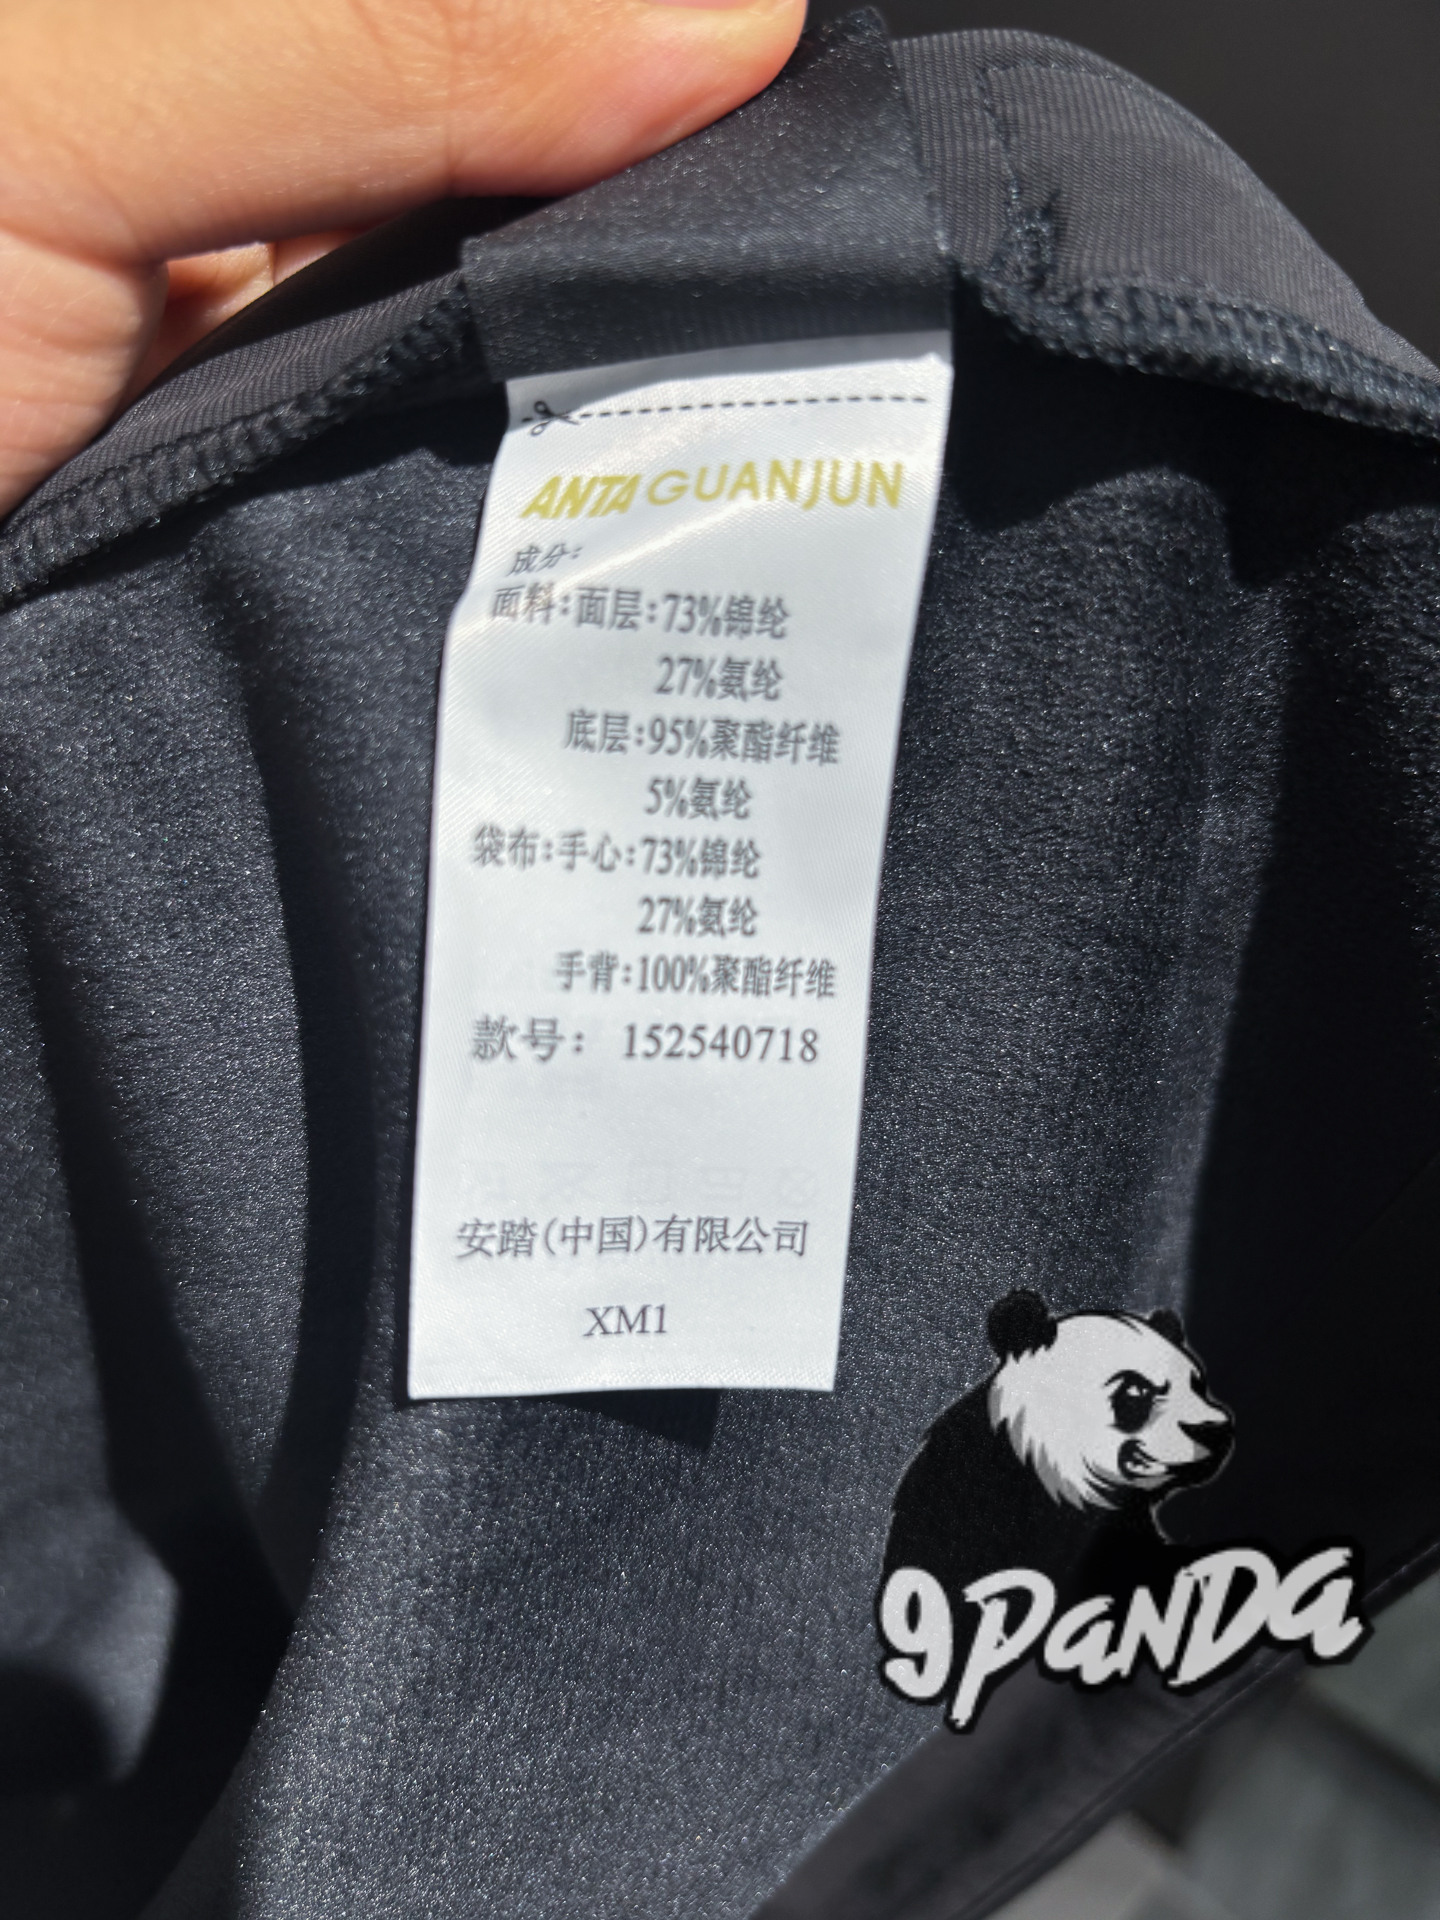 ANTA GUANJUN
成分:
面料:面层:73%锦纶
27%氨纶
底层:95%聚酯纤维
5%氨纶
袋布:手心:73%锦纶
27%氨纶
手背:100%聚酯纤维
款号: 152540718
安踏(中国)有限公司
XM1
9PANDA